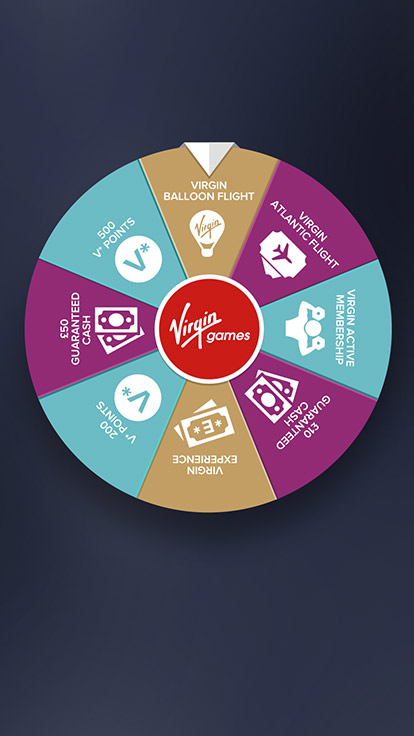 VIRGIN
BALLOON FLIGHT
Virgin
VIRGIN
ATLANTIC FLIGHT
VIRGIN ACTIVE
MEMBERSHIP
£10
GUARANTEED
CASH
VIRGIN
EXPERIENCE
*E*
200
V* POINTS
V*
£50
GUARANTEED
CASH
500
V* POINTS
V*
Virgin
games